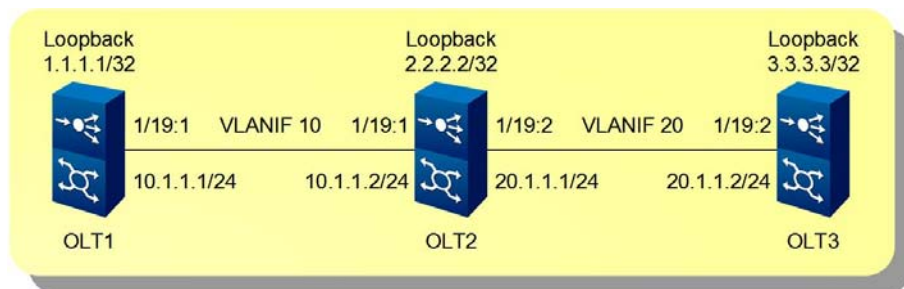 Loopback
1.1.1.1/32
Loopback
2.2.2.2/32
Loopback
3.3.3.3/32
1/19:1 VLANIF 10 1/19:1
1/19:2 VLANIF 20 1/19:2
10.1.1.1/24 10.1.1.2/24
20.1.1.1/24 20.1.1.2/24
OLT1
OLT2
OLT3